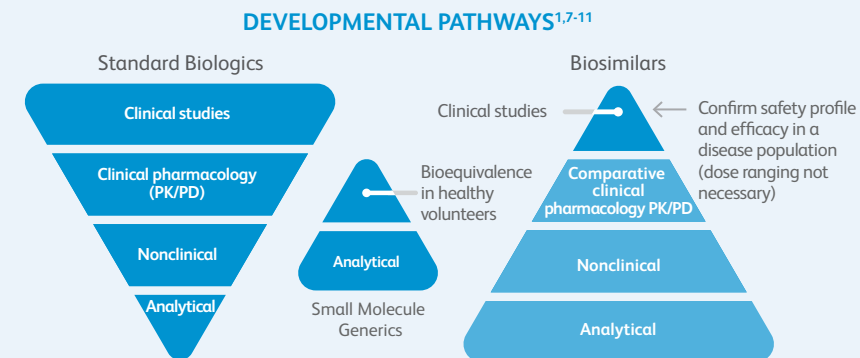 DEVELOPMENTAL PATHWAYS1,7-11
Standard Biologics
Clinical studies
Clinical pharmacology
(PK/PD)
Nonclinical
Analytical
Bioequivalence
in healthy
volunteers
Analytical
Small Molecule
Generics
Biosimilars
Clinical studies
Confirm safety profile
and efficacy in a
disease population
(dose ranging not
necessary)
Comparative
clinical
pharmacology PK/PD
Nonclinical
Analytical